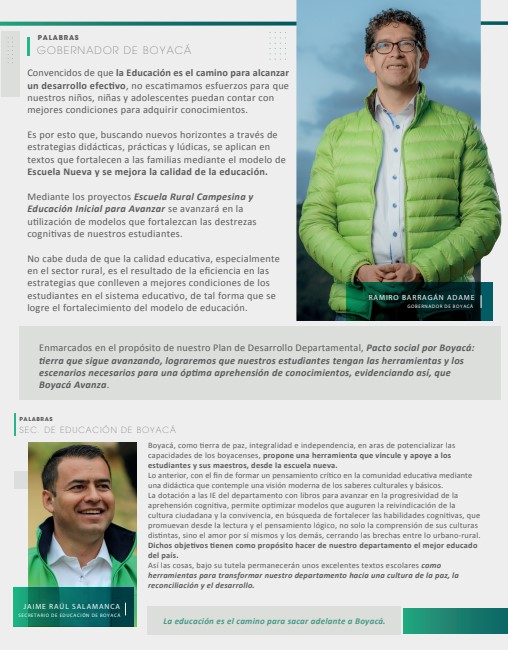 PALABRAS
GOBERNADOR DE BOYACÁ
Convencidos de que la Educación es el camino para alcanzar
un desarrollo efectivo, no escatimamos esfuerzos para que
nuestros niños, niñas y adolescentes puedan contar con
mejores condiciones para adquirir conocimientos.
Es por esto que, buscando nuevos horizontes a través de
estrategias didácticas, prácticas y lúdicas, se aplican en
textos que fortalecen a las familias mediante el modelo de
Escuela Nueva y se mejora la calidad de la educación.
Mediante los proyectos Escuela Rural Campesina y
Educación Inicial para Avanzar se avanzará en la
utilización de modelos que fortalezcan las destrezas
cognitivas de nuestros estudiantes.
No cabe duda de que la calidad educativa, especialmente
en el sector rural, es el resultado de la eficiencia en las
estrategias que conlleven a mejores condiciones de los
estudiantes en el sistema educativo, de tal forma que se
logre el fortalecimiento del modelo de educación.
RAMIRO BARRAGÁN ADAME
GOBERNADOR DE BOYACÁ
Enmarcados en el propósito de nuestro Plan de Desarrollo Departamental, Pacto social por Boyacá:
tierra que sigue avanzando, lograremos que nuestros estudiantes tengan las herramientas y los
escenarios necesarios para una óptima aprehensión de conocimientos, evidenciando así, que
Boyacá Avanza.
PALABRAS
SEC. DE EDUCACIÓN DE BOYACÁ
Boyacá, como tierra de paz, integralidad e independencia, en aras de potencializar las
capacidades de los boyacenses, propone una herramienta que vincule y apoye a los
estudiantes y sus maestros, desde la escuela nueva.
Lo anterior, con el fin de formar un pensamiento crítico en la comunidad educativa mediante
una didáctica que contemple una visión moderna de los saberes culturales y básicos.
La dotación a las IE del departamento con libros para avanzar en la progresividad de la
aprehensión cognitiva, permite optimizar modelos que auguren la reivindicación de la
cultura ciudadana y la convivencia, en búsqueda de fortalecer las habilidades cognitivas, que
promuevan desde la lectura y el pensamiento lógico, no solo la comprensión de sus culturas
distintas, sino el amor por sí mismos y los demás, cerrando las brechas entre lo urbano-rural.
Dichos objetivos tienen como propósito hacer de nuestro departamento el mejor educado
del país.
Así las cosas, bajo su tutela permanecerán unos excelentes textos escolares como
herramientas para transformar nuestro departamento hacia una cultura de la paz, la
reconciliación y el desarrollo.
JAIME RAÚL SALAMANCA
SECRETARIO DE EDUCACIÓN DE BOYACÁ
La educación es el camino para sacar adelante a Boyacá.